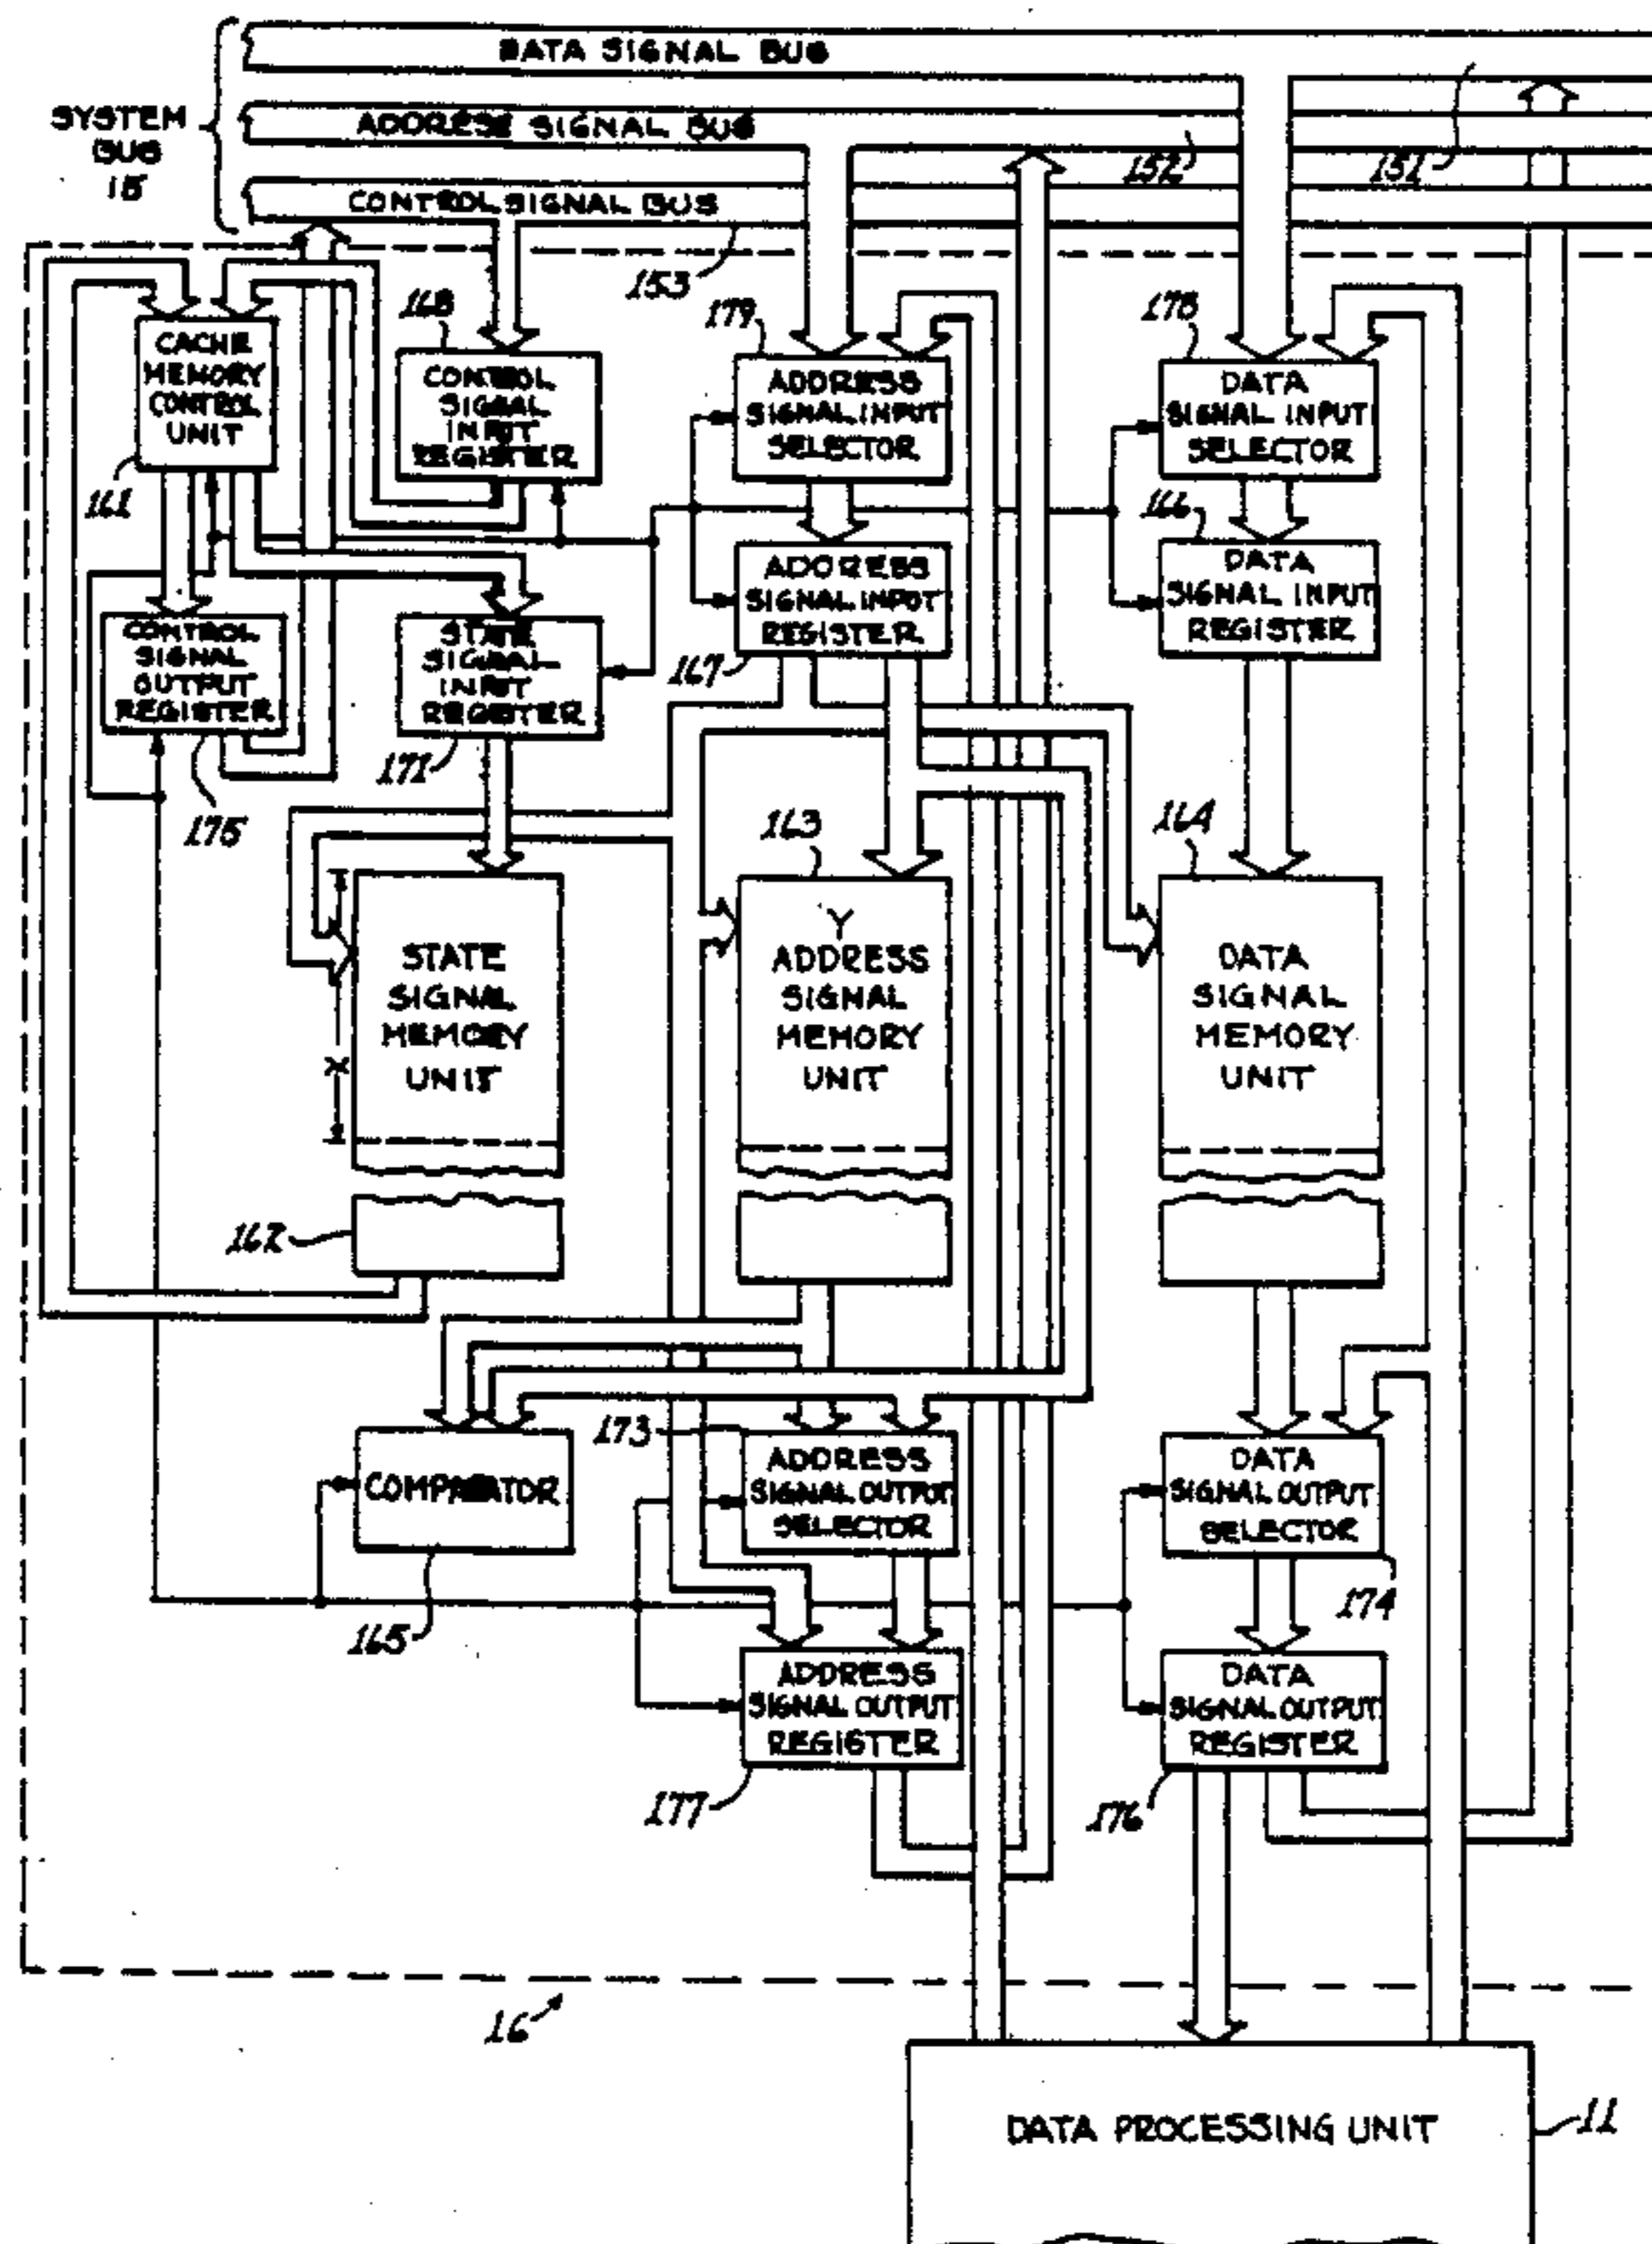 DATA SIGNAL BUS
SYSTEM
BUS
15
ADDRESS SIGNAL BUS
152
151
CONTROL SIGNAL BUS
153
CACHE
MEMORY
CONTROL
UNIT
161
168
CONTROL
SIGNAL
INPUT
REGISTER
179
ADDRESS
SIGNAL INPUT
SELECTOR
178
DATA
SIGNAL INPUT
SELECTOR
CONTROL
SIGNAL
OUTPUT
REGISTER
175
STATE
SIGNAL
INPUT
REGISTER
171
ADDRESS
SIGNAL INPUT
REGISTER
167
166
DATA
SIGNAL INPUT
REGISTER
X
STATE
SIGNAL
MEMORY
UNIT
162
163
Y
ADDRESS
SIGNAL
MEMORY
UNIT
164
DATA
SIGNAL
MEMORY
UNIT
COMPARATOR
165
173
ADDRESS
SIGNAL OUTPUT
SELECTOR
DATA
SIGNAL OUTPUT
SELECTOR
174
ADDRESS
SIGNAL OUTPUT
REGISTER
177
DATA
SIGNAL OUTPUT
REGISTER
176
16
DATA PROCESSING UNIT
11